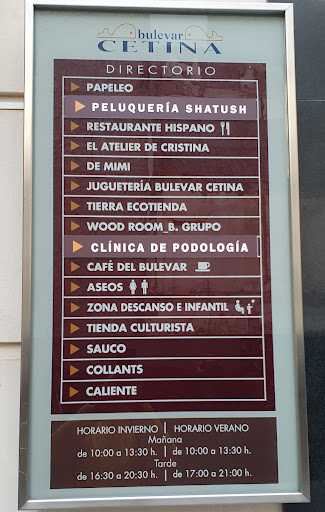 bulevar
CETINA
DIRECTORIO
PAPELEO
PELUQUERÍA SHATUSH
RESTAURANTE HISPANO
EL ATELIER DE CRISTINA
DE MIMI
JUGUETERÍA BULEVAR CETINA
TIERRA ECOTIENDA
WOOD ROOM_B. GRUPO
CLÍNICA DE PODOLOGÍA
CAFÉ DEL BULEVAR
ASEOS
ZONA DESCANSO E INFANTIL
TIENDA CULTURISTA
SAUCO
COLLANTS
CALIENTE
HORARIO INVIERNO | HORARIO VERANO
Mañana
de 10:00 a 13:30 h. | de 10:00 a 13:30h.
Tarde
de 16:30 a 20:30 h. | de 17:00 a 21:00 h.